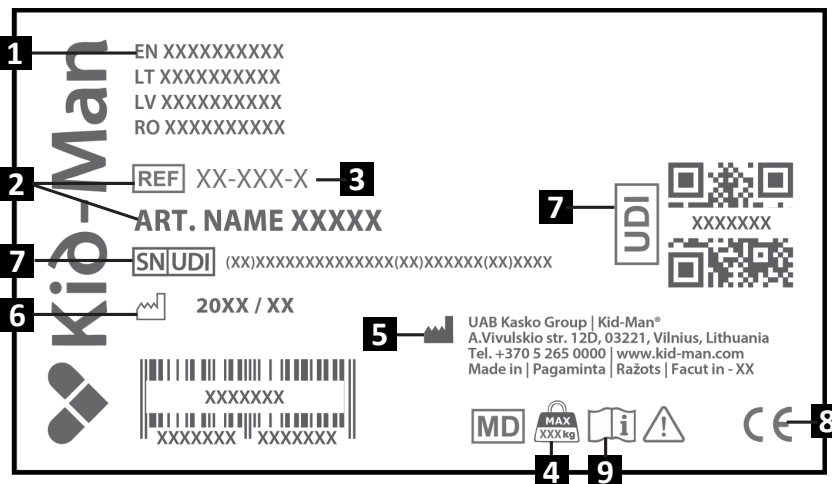 1
Kid-Man
EN XXXXXXXXXX
LT XXXXXXXXXX
LV XXXXXXXXXX
RO XXXXXXXXXX
2
REF XX-XXX-X 3
ART. NAME XXXXX
7
SN UDI (XX)XXXXXXXXXXXXXX(XX)XXXXXX(XX)XXXX
7
UDI
XXXXXXX
6
20XX / XX
5
UAB Kasko Group | Kid-Man®
A.Vivulskio str. 12D, 03221, Vilnius, Lithuania
Tel. +370 5 265 0000 | www.kid-man.com
Made in | Pagaminta | Ražots | Facut in - XX
XXXXXXX
XXXXXXX XXXXXXX
MD
MAX
XXX kg
i
CE
8
4
9